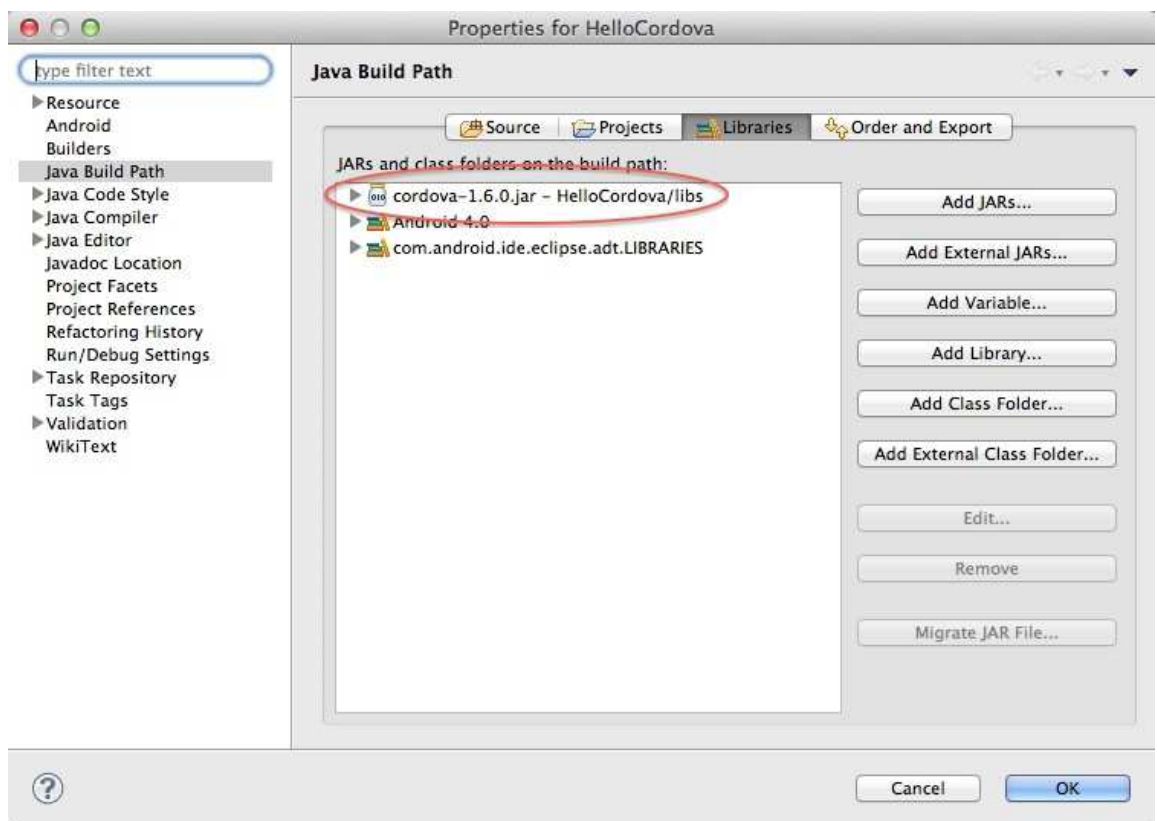 Properties for HelloCordova
type filter text
Resource
Android
Builders
Java Build Path
Java Code Style
Java Compiler
Java Editor
Javadoc Location
Project Facets
Project References
Refactoring History
Run/Debug Settings
Task Repository
Task Tags
Validation
WikiText
Java Build Path
Source
Projects
Libraries
Order and Export
JARs and class folders on the build path:
cordova-1.6.0.jar – HelloCordova/libs
Android 4.0
com.android.ide.eclipse.adt.LIBRARIES
Add JARs...
Add External JARs...
Add Variable...
Add Library...
Add Class Folder...
Add External Class Folder...
Edit...
Remove
Migrate JAR File...
?
Cancel
OK